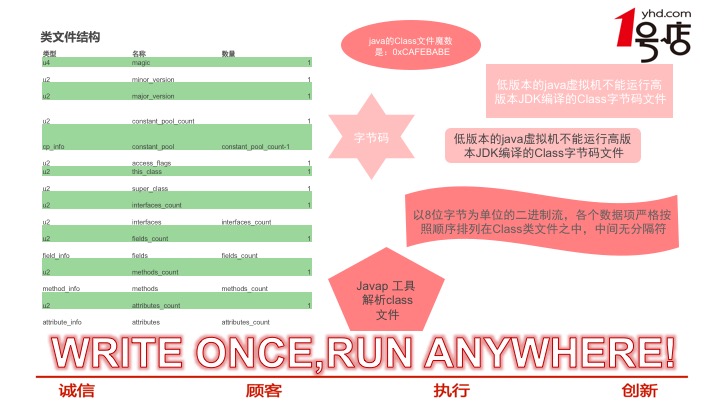 yhd.com
1号店
类文件结构
类型 名称 数量
u4 magic 1
u2 minor_version 1
u2 major_version 1
u2 constant_pool_count 1
cp_info constant_pool constant_pool_count-1
u2 access_flags 1
u2 this_class 1
u2 super_class 1
u2 interfaces_count 1
u2 interfaces interfaces_count
u2 fields_count 1
field_info fields fields_count
u2 methods_count 1
method_info methods methods_count
u2 attributes_count 1
attribute_info attributes attributes_count
java的Class文件魔数
是：0xCAFEBABE
低版本的java虚拟机不能运行高
版本JDK编译的Class字节码文件
字节码
低版本的java虚拟机不能运行高版
本JDK编译的Class字节码文件
以8位字节为单位的二进制流，各个数据项严格按
照顺序排列在Class类文件之中，中间无分隔符
Javap 工具
解析class
文件
WRITE ONCE,RUN ANYWHERE!
诚信 顾客 执行 创新